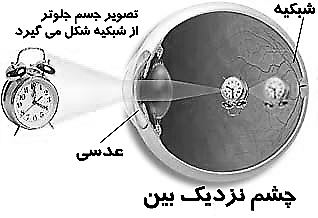 شبکیه
تصویر جسم جلوتر
از شبکیه شکل می گیرد
عدسی
چشم نزدیک بین